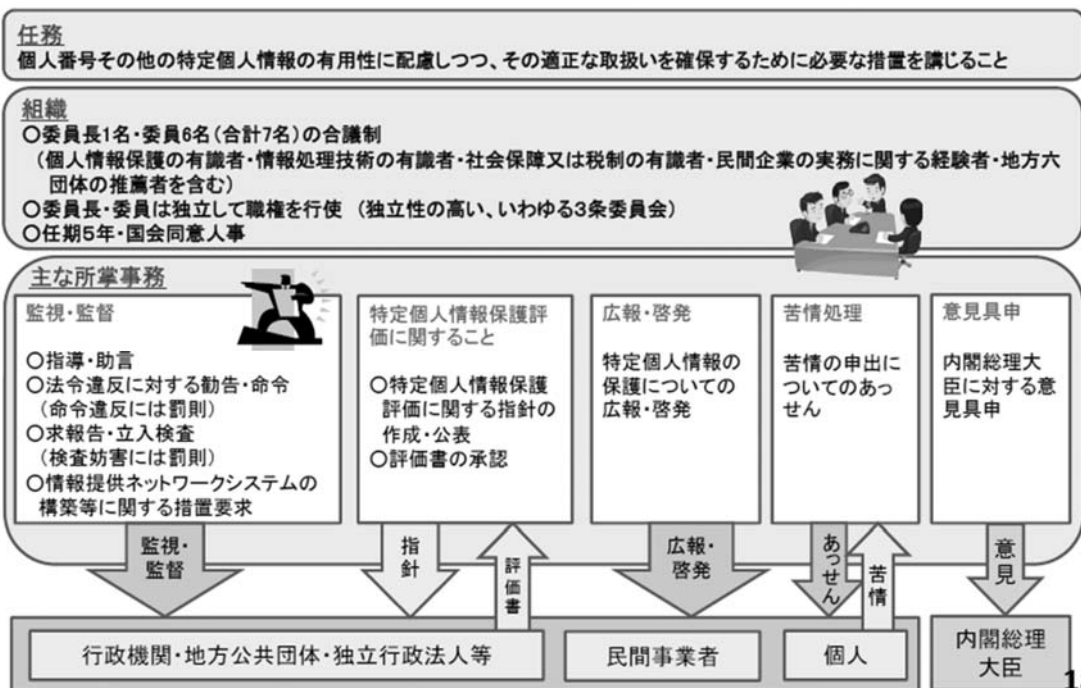 任務
個人番号その他の特定個人情報の有用性に配慮しつつ、その適正な取扱いを確保するために必要な措置を講じること
組織
○委員長1名・委員6名(合計7名)の合議制
(個人情報保護の有識者・情報処理技術の有識者・社会保障又は税制の有識者・民間企業の実務に関する経験者・地方六
団体の推薦者を含む)
○委員長・委員は独立して職権を行使 (独立性の高い、いわゆる3条委員会)
○任期5年・国会同意人事
主な所掌事務
監視・監督
○指導・助言
○法令違反に対する勧告・命令
(命令違反には罰則)
○求報告・立入検査
(検査妨害には罰則)
○情報提供ネットワークシステムの
構築等に関する措置要求
特定個人情報保護評
価に関すること
○特定個人情報保護
評価に関する指針の
作成・公表
○評価書の承認
広報・啓発
特定個人情報の
保護についての
広報・啓発
苦情処理
苦情の申出に
ついてのあっ
せん
意見具申
内閣総理大
臣に対する意
見具申
監視・
監督
指針
評価書
広報・
啓発
あっせん
苦情
意見
行政機関・地方公共団体・独立行政法人等
民間事業者
個人
内閣総理
大臣